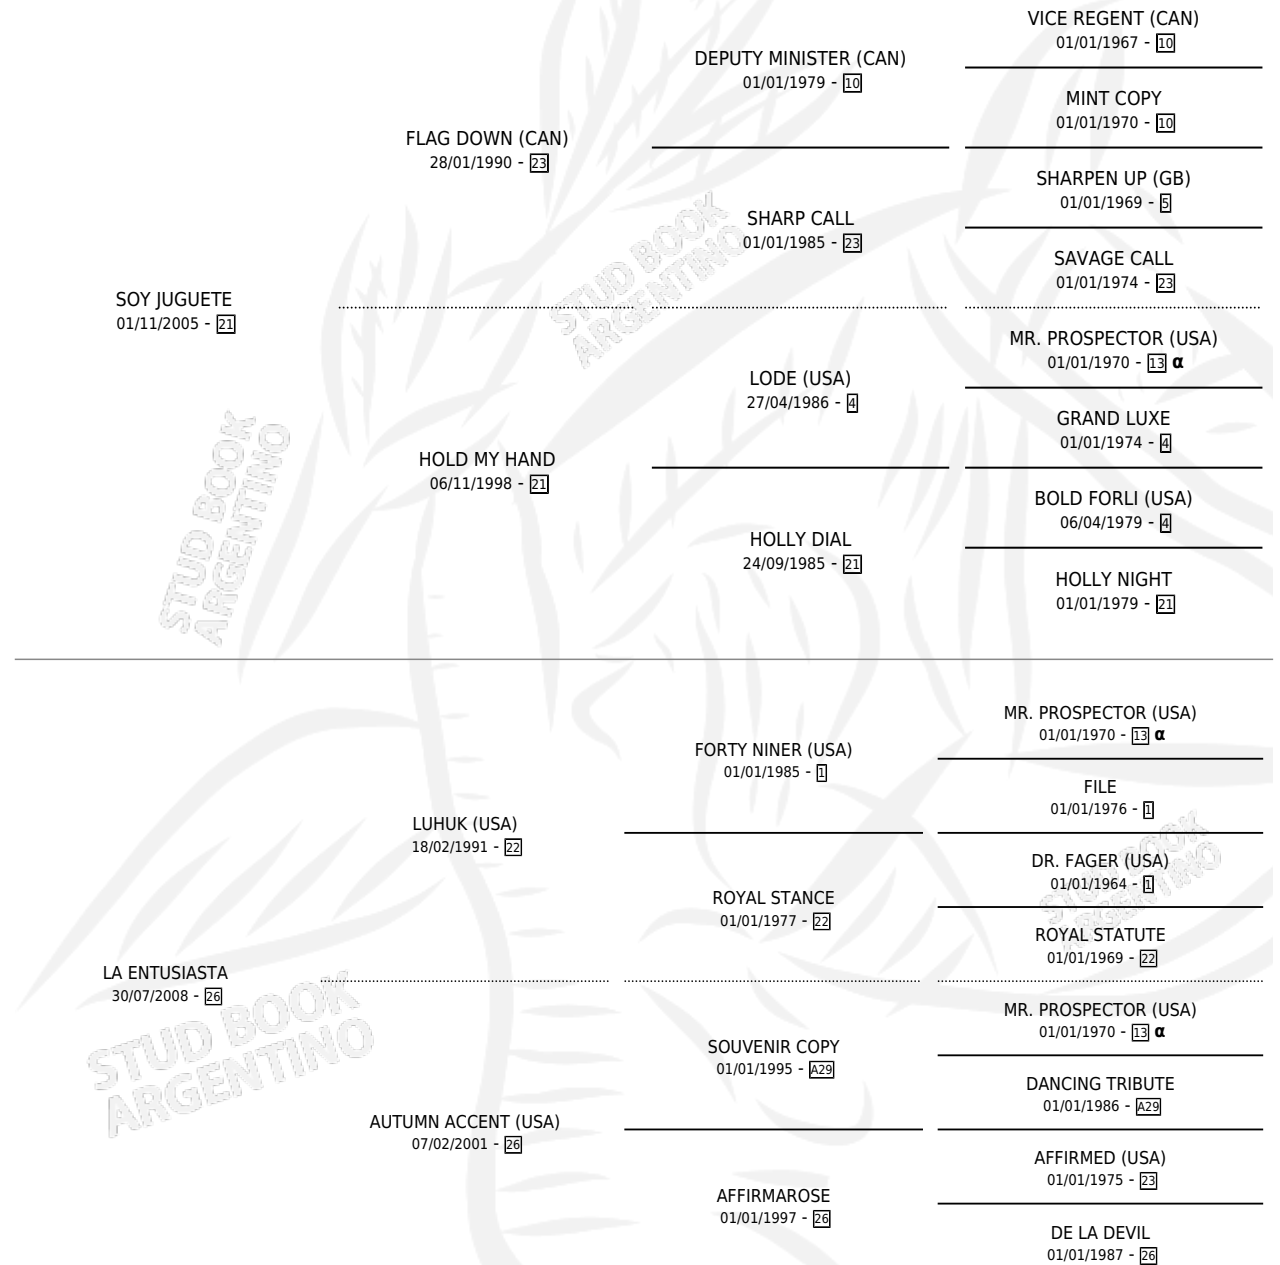 VICE REGENT (CAN)
01/01/1967 - 10
DEPUTY MINISTER (CAN)
01/01/1979 - 10
MINT COPY
01/01/1970 - 10
FLAG DOWN (CAN)
28/01/1990 - 23
SHARPEN UP (GB)
01/01/1969 - 5
SHARP CALL
01/01/1985 - 23
SAVAGE CALL
01/01/1974 - 23
SOY JUGUETE
01/11/2005 - 21
MR. PROSPECTOR (USA)
01/01/1970 - 13 α
LODE (USA)
27/04/1986 - 4
GRAND LUXE
01/01/1974 - 4
HOLD MY HAND
06/11/1998 - 21
BOLD FORLI (USA)
06/04/1979 - 4
HOLLY DIAL
24/09/1985 - 21
HOLLY NIGHT
01/01/1979 - 21
MR. PROSPECTOR (USA)
01/01/1970 - 13 α
FORTY NINER (USA)
01/01/1985 - 1
FILE
01/01/1976 - 1
LUHUK (USA)
18/02/1991 - 22
DR. FAGER (USA)
01/01/1964 - 1
ROYAL STANCE
01/01/1977 - 22
ROYAL STATUTE
01/01/1969 - 22
LA ENTUSIASTA
30/07/2008 - 26
MR. PROSPECTOR (USA)
01/01/1970 - 13 α
SOUVENIR COPY
01/01/1995 - A29
DANCING TRIBUTE
01/01/1986 - A29
AUTUMN ACCENT (USA)
07/02/2001 - 26
AFFIRMED (USA)
01/01/1975 - 23
AFFIRMAROSE
01/01/1997 - 26
DE LA DEVIL
01/01/1987 - 26
STUD BOOK
ARGENTINO
STUD BOOK
ARGENTINO
STUD BOOK
ARGENTINO
STUD BOOK
ARGENTINO